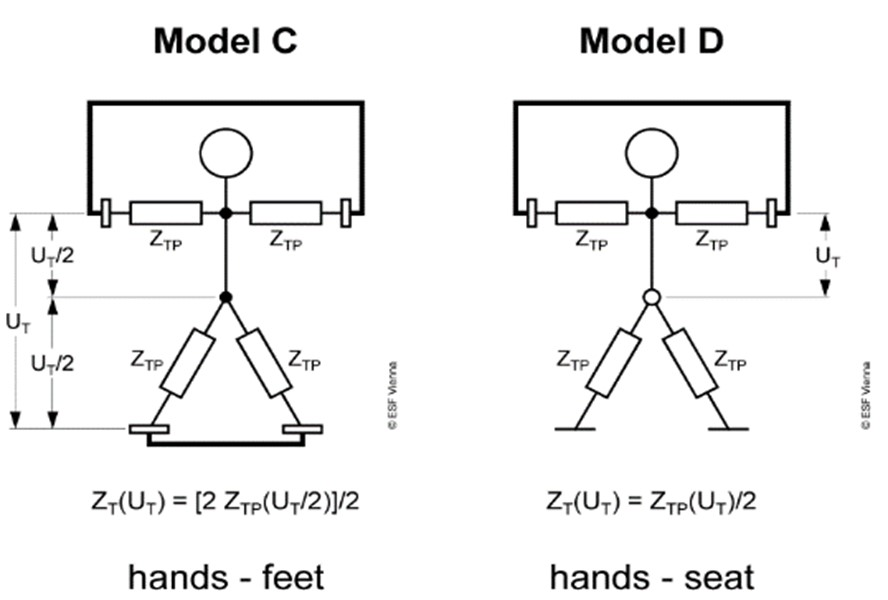 Model C
Model D
Z_TP Z_TP
Z_TP Z_TP
U_T/2
U_T
U_T
U_T/2
Z_TP Z_TP
Z_TP Z_TP
© ESF Vienna
© ESF Vienna
Z_T(U_T) = [2 Z_TP(U_T/2)]/2
Z_T(U_T) = Z_TP(U_T)/2
hands - feet
hands - seat